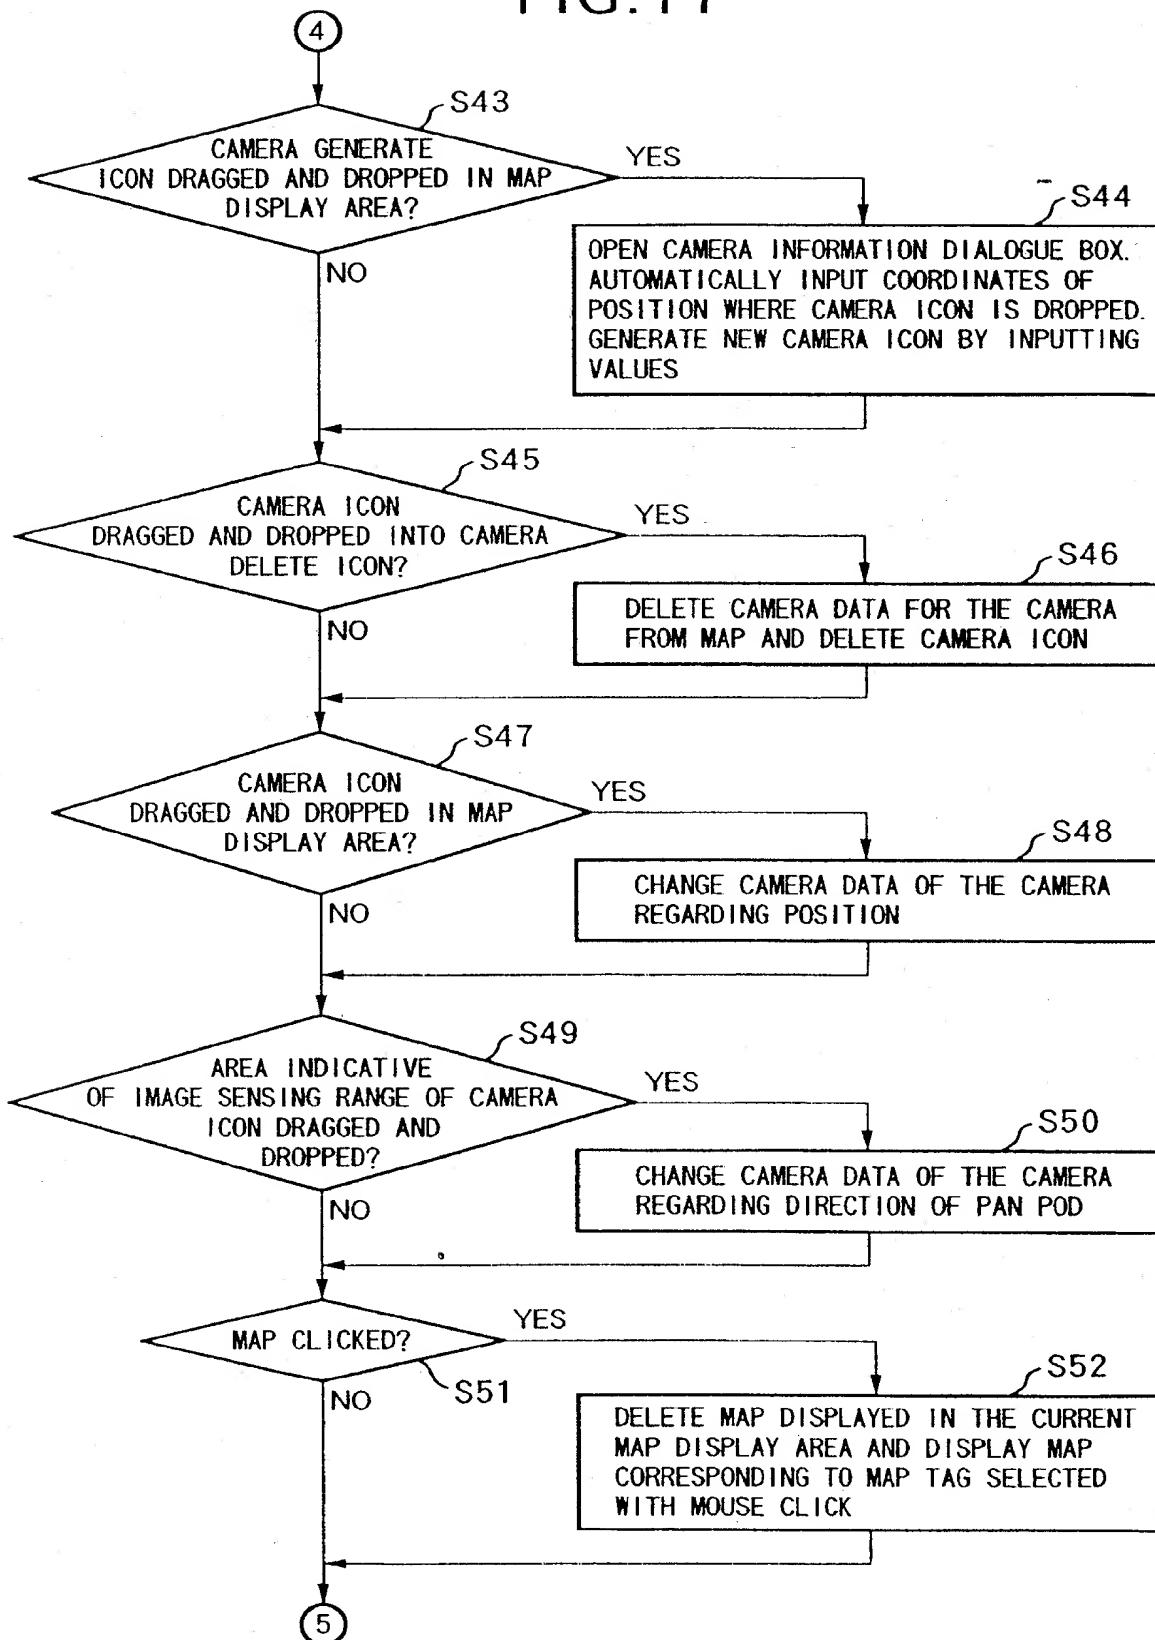 FIG. 17
4
S43
CAMERA GENERATE
ICON DRAGGED AND DROPPED IN MAP
DISPLAY AREA?
YES
NO
S44
OPEN CAMERA INFORMATION DIALOGUE BOX.
AUTOMATICALLY INPUT COORDINATES OF
POSITION WHERE CAMERA ICON IS DROPPED.
GENERATE NEW CAMERA ICON BY INPUTTING
VALUES
S45
CAMERA ICON
DRAGGED AND DROPPED INTO CAMERA
DELETE ICON?
YES
NO
S46
DELETE CAMERA DATA FOR THE CAMERA
FROM MAP AND DELETE CAMERA ICON
S47
CAMERA ICON
DRAGGED AND DROPPED IN MAP
DISPLAY AREA?
YES
NO
S48
CHANGE CAMERA DATA OF THE CAMERA
REGARDING POSITION
S49
AREA INDICATIVE
OF IMAGE SENSING RANGE OF CAMERA
ICON DRAGGED AND
DROPPED?
YES
NO
S50
CHANGE CAMERA DATA OF THE CAMERA
REGARDING DIRECTION OF PAN POD
MAP CLICKED?
YES
S51
NO
S52
DELETE MAP DISPLAYED IN THE CURRENT
MAP DISPLAY AREA AND DISPLAY MAP
CORRESPONDING TO MAP TAG SELECTED
WITH MOUSE CLICK
5